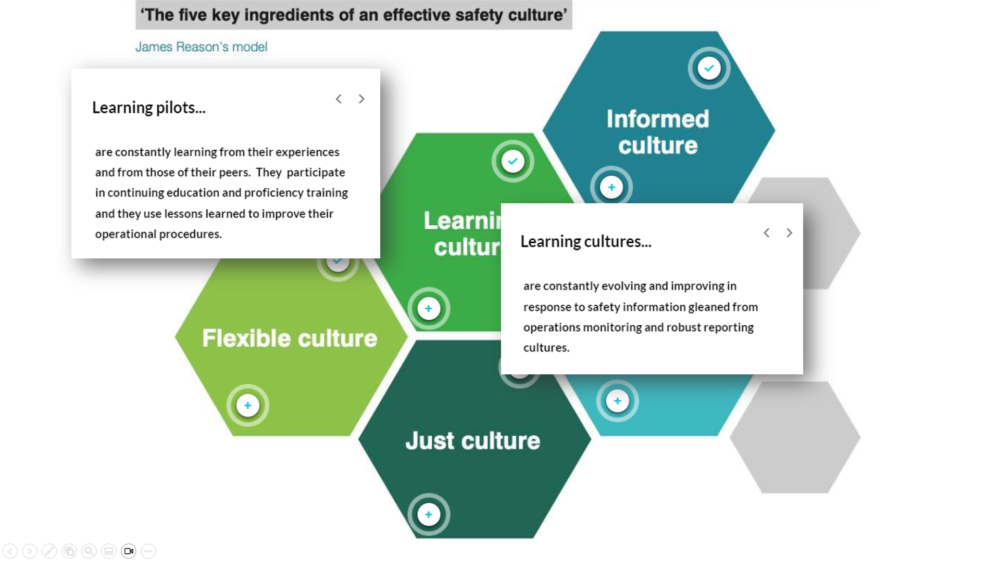 ‘The five key ingredients of an effective safety culture’
James Reason’s model
Learning pilots...
are constantly learning from their experiences
and from those of their peers. They participate
in continuing education and proficiency training
and they use lessons learned to improve their
operational procedures.
Informed
culture
Learning cultures...
are constantly evolving and improving in
response to safety information gleaned from
operations monitoring and robust reporting
cultures.
Flexible culture
Just culture